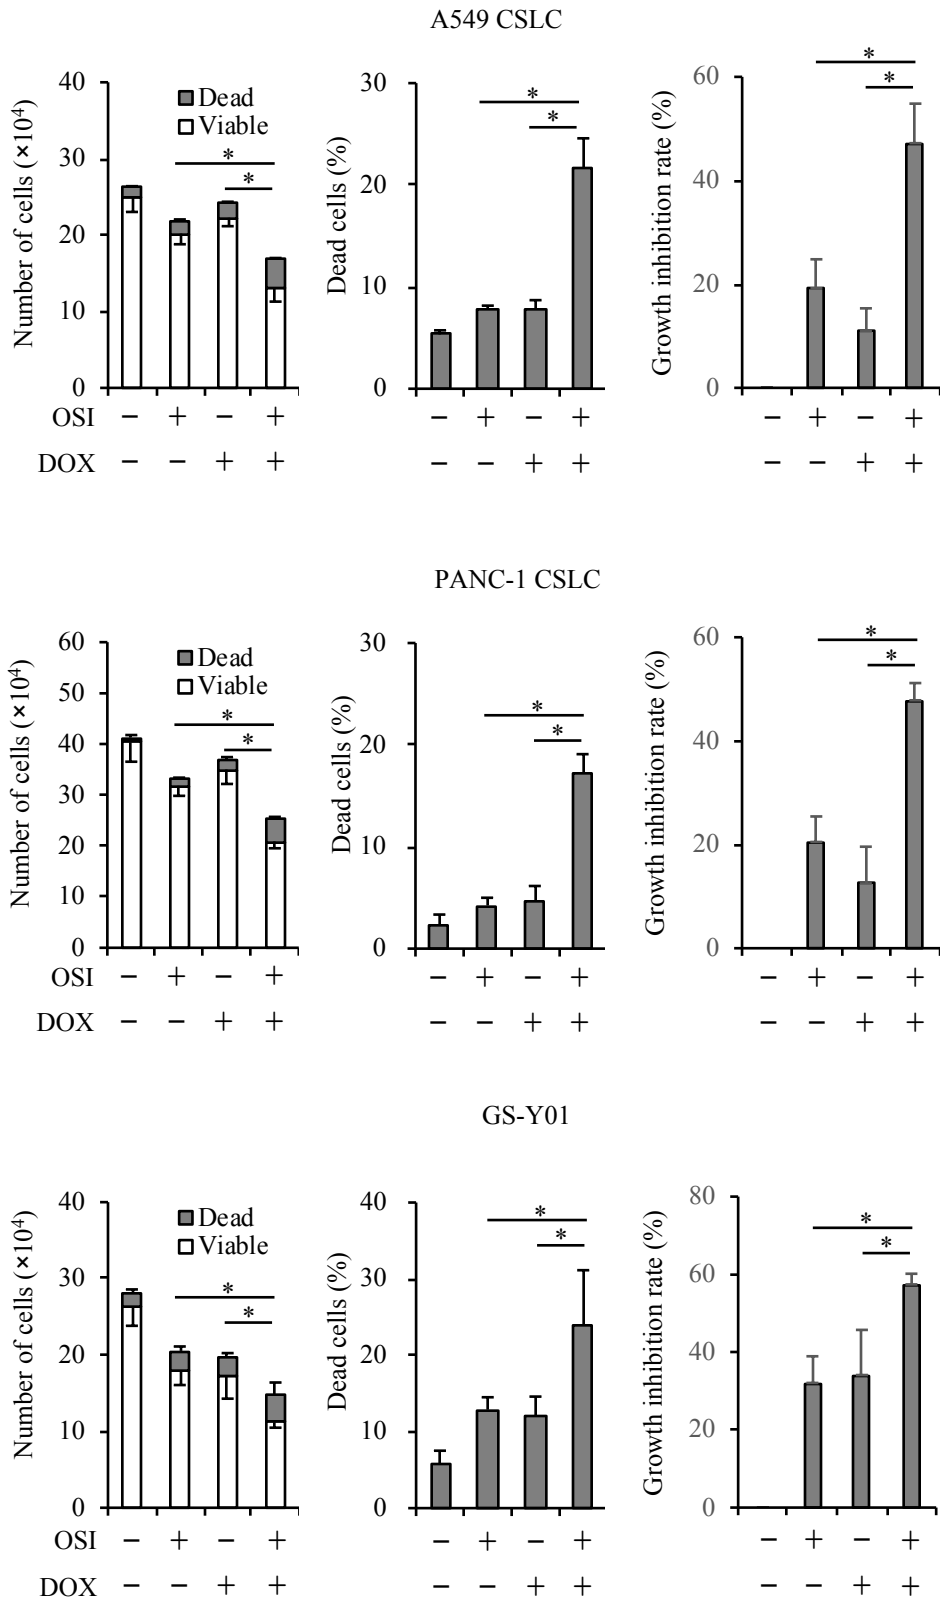 A549 CSLC
Number of cells (×10⁴)
40
30
20
10
0
Dead
Viable
*
*
Dead cells (%)
30
20
10
0
*
*
Growth inhibition rate (%)
60
40
20
0
*
*
OSI − + − + − + − + − + − +
DOX − − + + − − + + − − + +
PANC-1 CSLC
Number of cells (×10⁴)
60
50
40
30
20
10
0
Dead
Viable
*
*
Dead cells (%)
30
20
10
0
*
*
Growth inhibition rate (%)
60
40
20
0
*
*
OSI − + − + − + − + − + − +
DOX − − + + − − + + − − + +
GS-Y01
Number of cells (×10⁴)
40
30
20
10
0
Dead
Viable
*
*
Dead cells (%)
40
30
20
10
0
*
*
Growth inhibition rate (%)
80
60
40
20
0
*
*
OSI − + − + − + − + − + − +
DOX − − + + − − + + − − + +